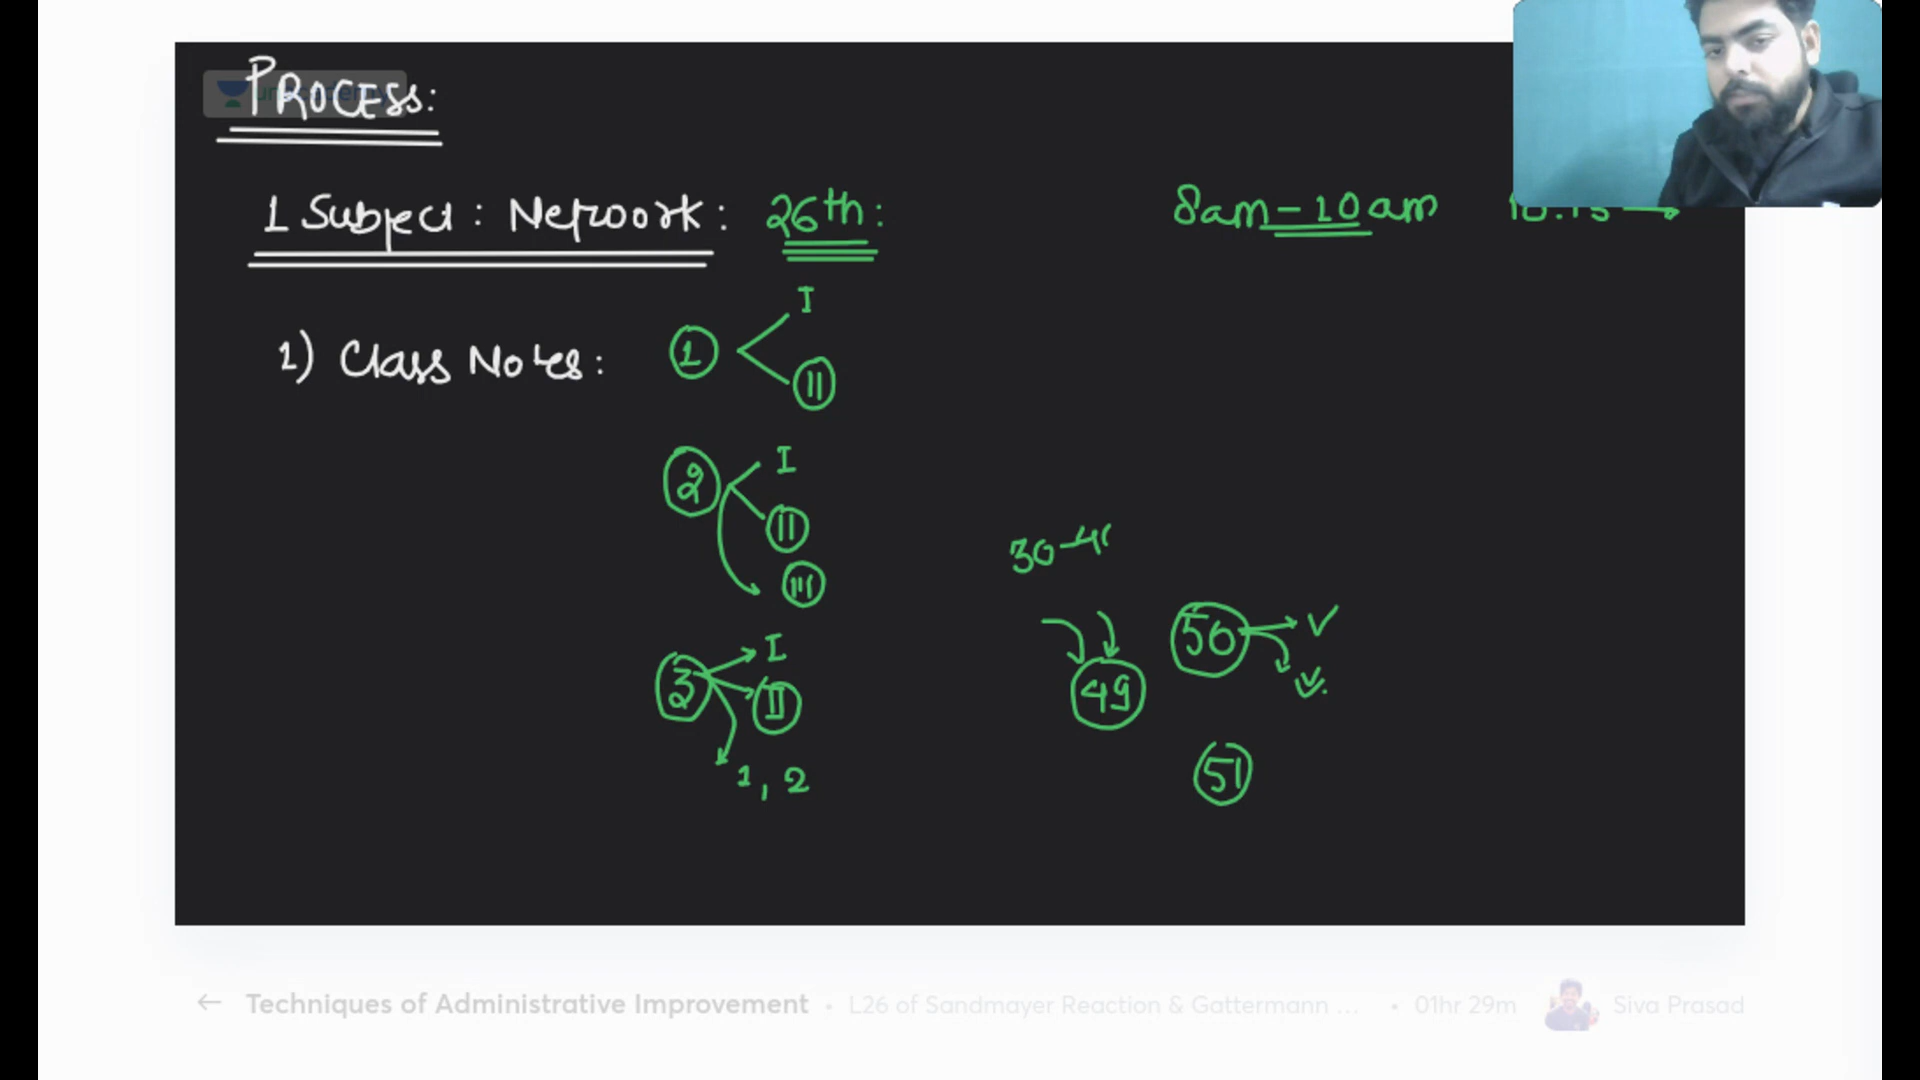 PROCESS:
1 Subject: Network: 26th: 8am-10am
I
1) Class Notes: 1
II
2 I
II
III
30-40
50
3 I
II
49
1, 2
51
Techniques of Administrative Improvement • L26 of Sandmayer Reaction & Gattermann ... • 01hr 29m Siva Prasad